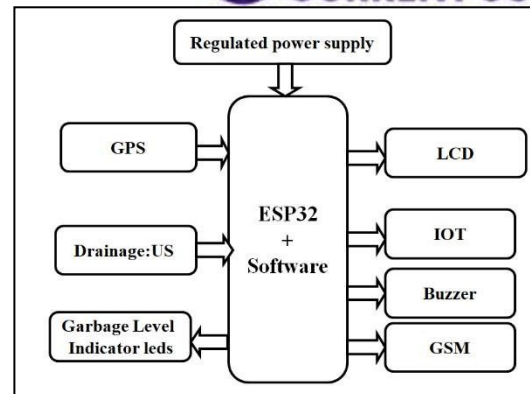 Regulated power supply
GPS
LCD
ESP32
+
Software
Drainage:US
IOT
Buzzer
Garbage Level
Indicator leds
GSM